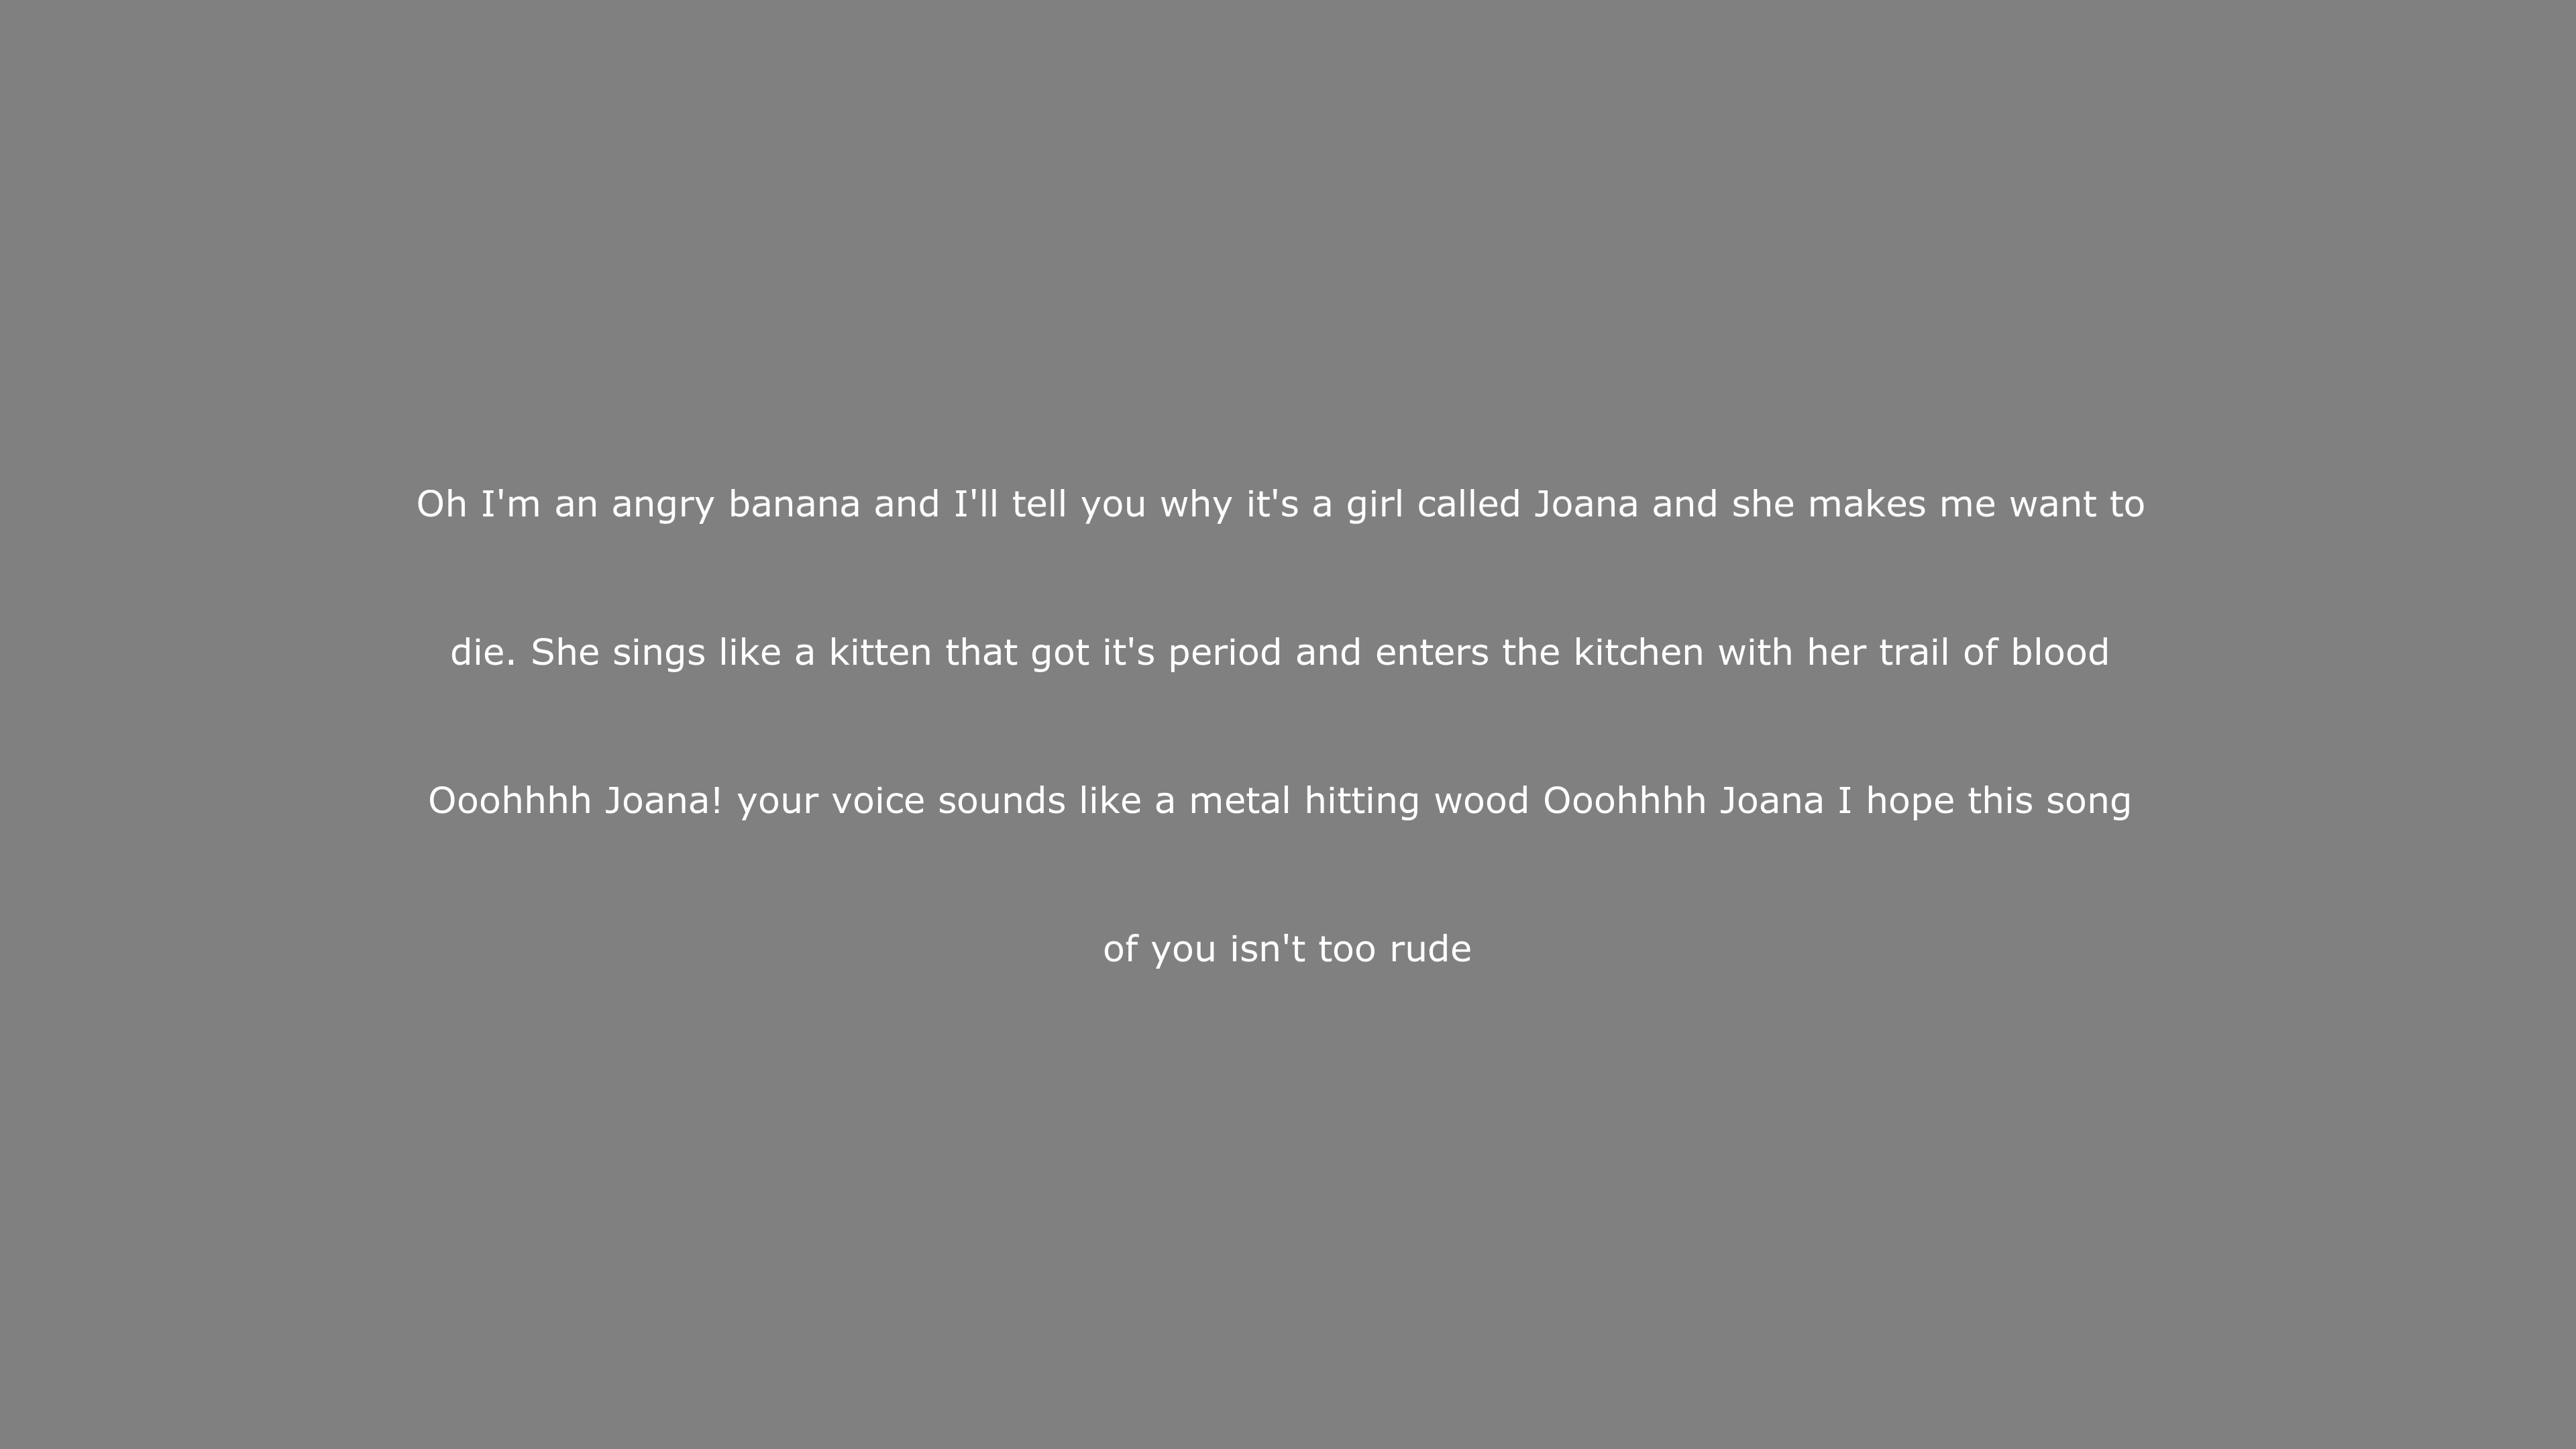 Oh I'm an angry banana and I'll tell you why it's a girl called Joana and she makes me want to
die. She sings like a kitten that got it's period and enters the kitchen with her trail of blood
Ooohhhh Joana! your voice sounds like a metal hitting wood Ooohhhh Joana I hope this song
of you isn't too rude